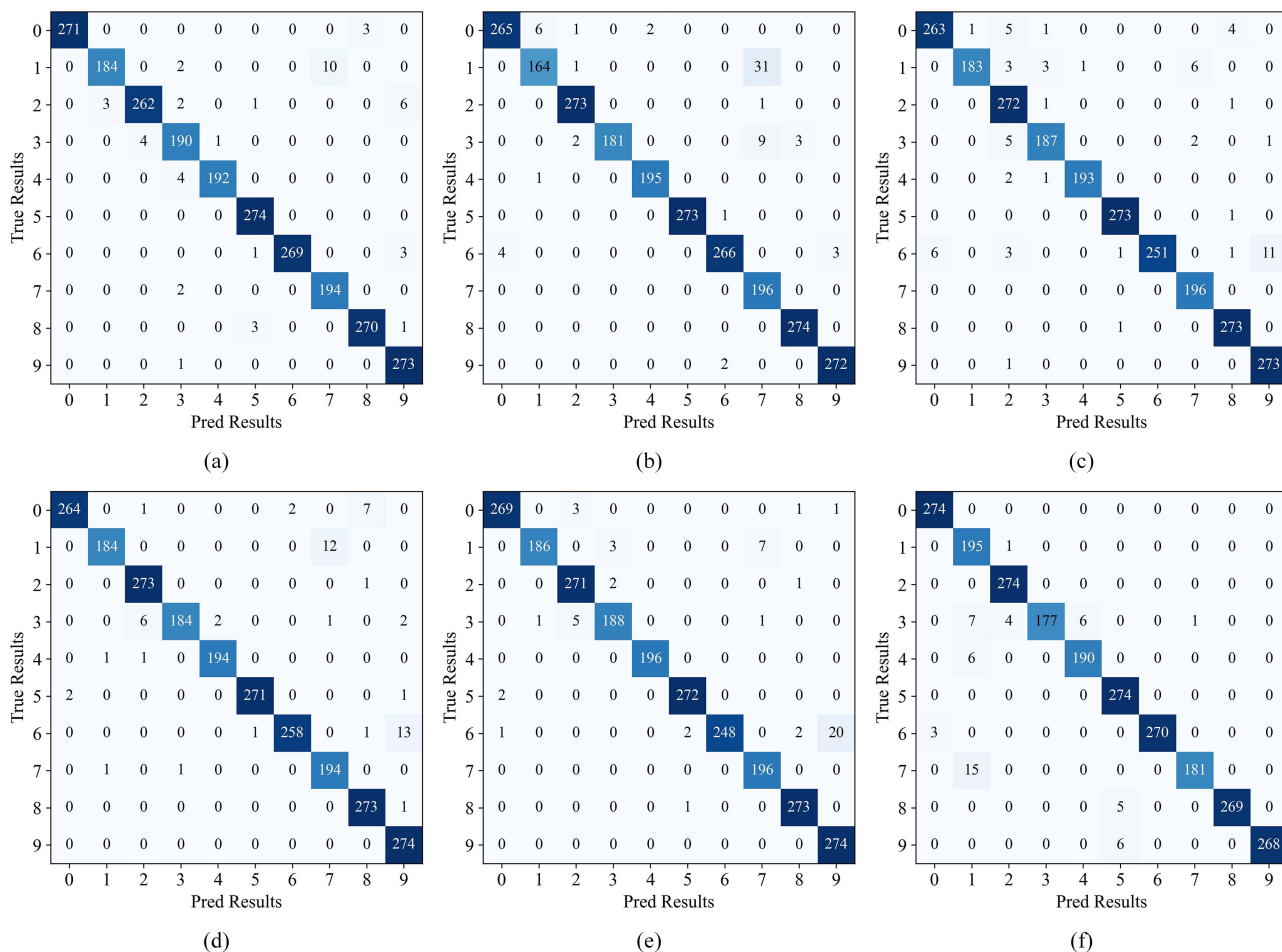 True Results
0 271 0 0 0 0 0 0 0 3 0
1 0 184 0 2 0 0 0 10 0 0
2 0 3 262 2 0 1 0 0 0 6
3 0 0 4 190 1 0 0 0 0 0
4 0 0 0 4 192 0 0 0 0 0
5 0 0 0 0 0 274 0 0 0 0
6 0 0 0 0 0 1 269 0 0 3
7 0 0 0 2 0 0 0 194 0 0
8 0 0 0 0 0 3 0 0 270 1
9 0 0 0 1 0 0 0 0 0 273
0 1 2 3 4 5 6 7 8 9
Pred Results
(a)
True Results
0 265 6 1 0 2 0 0 0 0 0
1 0 164 1 0 0 0 0 31 0 0
2 0 0 273 0 0 0 0 1 0 0
3 0 0 2 181 0 0 0 9 3 0
4 0 1 0 0 195 0 0 0 0 0
5 0 0 0 0 0 273 1 0 0 0
6 4 0 0 0 0 0 266 0 0 3
7 0 0 0 0 0 0 0 196 0 0
8 0 0 0 0 0 0 0 0 274 0
9 0 0 0 0 0 0 2 0 0 272
0 1 2 3 4 5 6 7 8 9
Pred Results
(b)
True Results
0 263 1 5 1 0 0 0 0 4 0
1 0 183 3 3 1 0 0 6 0 0
2 0 0 272 1 0 0 0 0 1 0
3 0 0 5 187 0 0 0 2 0 1
4 0 0 2 1 193 0 0 0 0 0
5 0 0 0 0 0 273 0 0 1 0
6 6 0 3 0 0 1 251 0 1 11
7 0 0 0 0 0 0 0 196 0 0
8 0 0 0 0 0 1 0 0 273 0
9 0 0 1 0 0 0 0 0 0 273
0 1 2 3 4 5 6 7 8 9
Pred Results
(c)
True Results
0 264 0 1 0 0 0 2 0 7 0
1 0 184 0 0 0 0 0 12 0 0
2 0 0 273 0 0 0 0 0 1 0
3 0 0 6 184 2 0 0 1 0 2
4 0 1 1 0 194 0 0 0 0 0
5 2 0 0 0 0 271 0 0 0 1
6 0 0 0 0 0 1 258 0 1 13
7 0 1 0 1 0 0 0 194 0 0
8 0 0 0 0 0 0 0 0 273 1
9 0 0 0 0 0 0 0 0 0 274
0 1 2 3 4 5 6 7 8 9
Pred Results
(d)
True Results
0 269 0 3 0 0 0 0 0 1 1
1 0 186 0 3 0 0 0 7 0 0
2 0 0 271 2 0 0 0 0 1 0
3 0 1 5 188 0 0 0 1 0 0
4 0 0 0 0 196 0 0 0 0 0
5 2 0 0 0 0 272 0 0 0 0
6 1 0 0 0 0 2 248 0 2 20
7 0 0 0 0 0 0 0 196 0 0
8 0 0 0 0 0 1 0 0 273 0
9 0 0 0 0 0 0 0 0 0 274
0 1 2 3 4 5 6 7 8 9
Pred Results
(e)
True Results
0 274 0 0 0 0 0 0 0 0 0
1 0 195 1 0 0 0 0 0 0 0
2 0 0 274 0 0 0 0 0 0 0
3 0 7 4 177 6 0 0 1 0 0
4 0 6 0 0 190 0 0 0 0 0
5 0 0 0 0 0 274 0 0 0 0
6 3 0 0 0 0 0 270 0 0 0
7 0 15 0 0 0 0 0 181 0 0
8 0 0 0 0 0 5 0 0 269 0
9 0 0 0 0 0 6 0 0 0 268
0 1 2 3 4 5 6 7 8 9
Pred Results
(f)